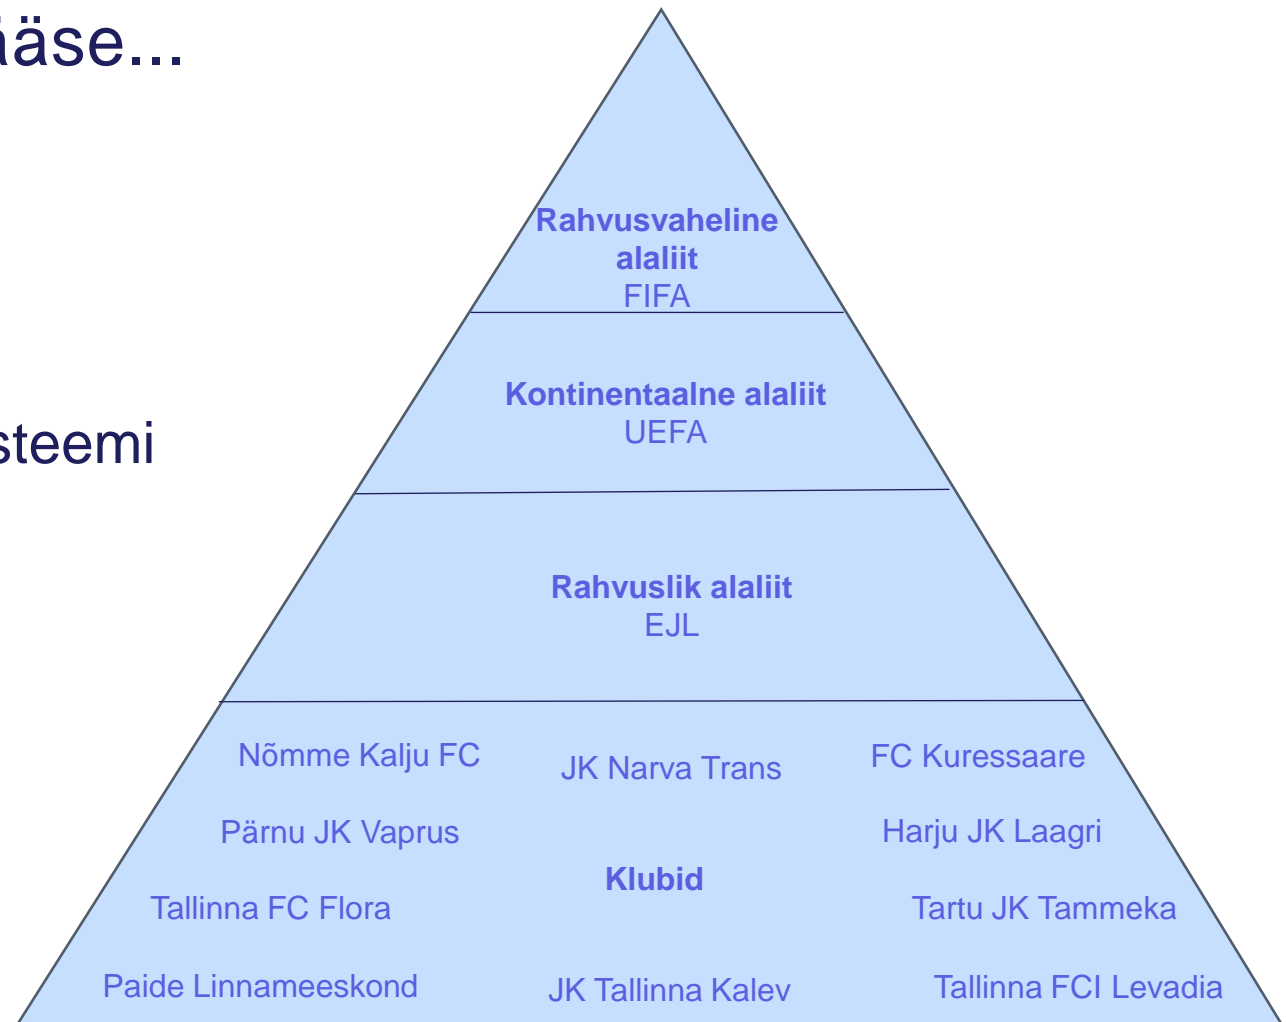 ääse...
Rahvusvaheline
alaliit
FIFA
Kontinentaalne alaliit
UEFA
steemi
Rahvuslik alaliit
EJL
Nõmme Kalju FC
JK Narva Trans
FC Kuressaare
Pärnu JK Vaprus
Harju JK Laagri
Klubid
Tallinna FC Flora
Tartu JK Tammeka
Paide Linnameeskond
JK Tallinna Kalev
Tallinna FCI Levadia